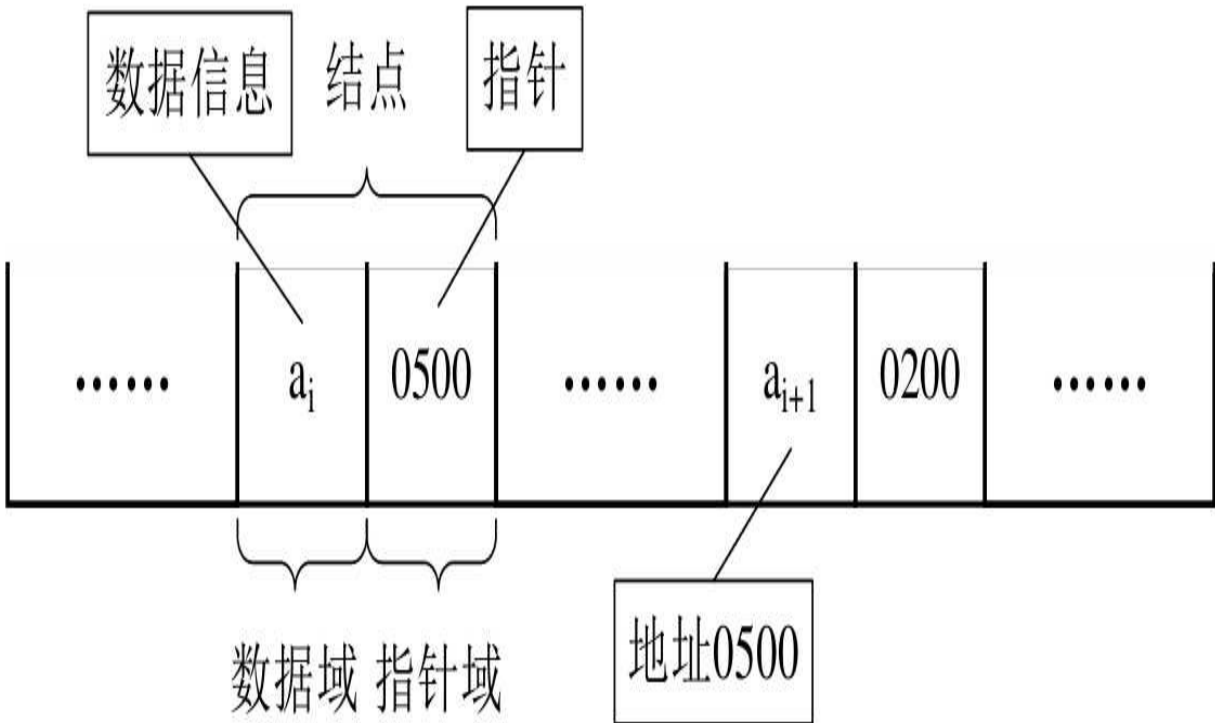 数据信息 结点 指针
...... aᵢ 0500 ...... aᵢ₊₁ 0200 ......
数据域 指针域 地址0500